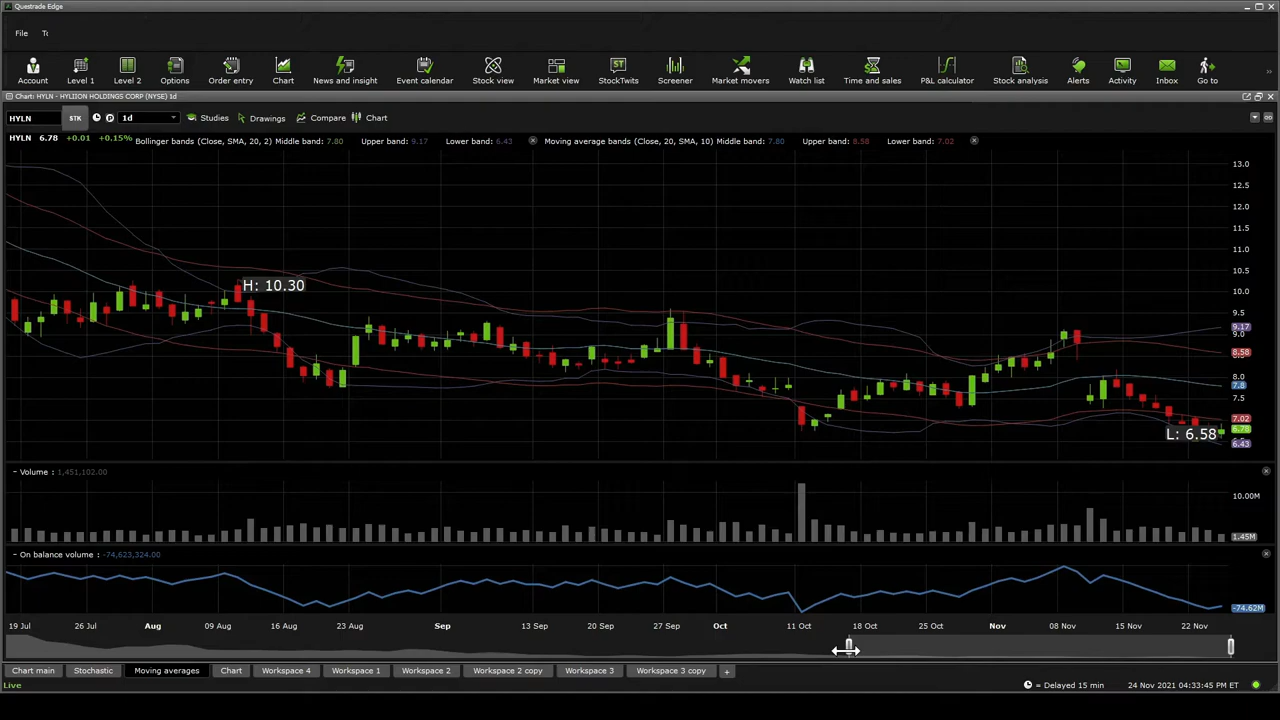 Questrade Edge
File
Account Level 1 Level 2 Options Order entry Chart News and insight Event calendar Stock view Market view StockTwits Screener Market movers Watch list Time and sales P&L calculator Stock analysis Alerts Activity Inbox Go to
Chart: HYLN - HYLIION HOLDINGS CORP (NYSE) 1d
HYLN STK 1d Studies Drawings Compare Chart
HYLN 6.78 +0.01 +0.15% Bollinger bands (Close, SMA, 20, 2) Middle band: 7.80 Upper band: 9.17 Lower band: 6.43 Moving average bands (Close, 20, SMA, 10) Middle band: 7.80 Upper band: 8.58 Lower band: 7.02
13.0
12.5
12.0
11.5
11.0
10.5
H: 10.30
10.0
9.5
9.17
9.0
8.58
8.0
7.8
7.5
7.02
6.78
L: 6.58
6.43
- Volume : 1,451,102.00
10.00M
1.45M
- On balance volume : -74,623,324.00
-74.62M
19 Jul 26 Jul Aug 09 Aug 16 Aug 23 Aug Sep 13 Sep 20 Sep 27 Sep Oct 11 Oct 18 Oct 25 Oct Nov 08 Nov 15 Nov 22 Nov
Chart main Stochastic Moving averages Chart Workspace 4 Workspace 1 Workspace 2 Workspace 2 copy Workspace 3 Workspace 3 copy +
Live = Delayed 15 min 24 Nov 2021 04:33:45 PM ET